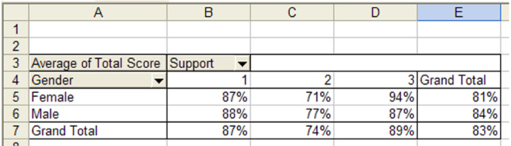 A B C D E
1
2
3 Average of Total Score Support
4 Gender 1 2 3 Grand Total
5 Female 87% 71% 94% 81%
6 Male 88% 77% 87% 84%
7 Grand Total 87% 74% 89% 83%